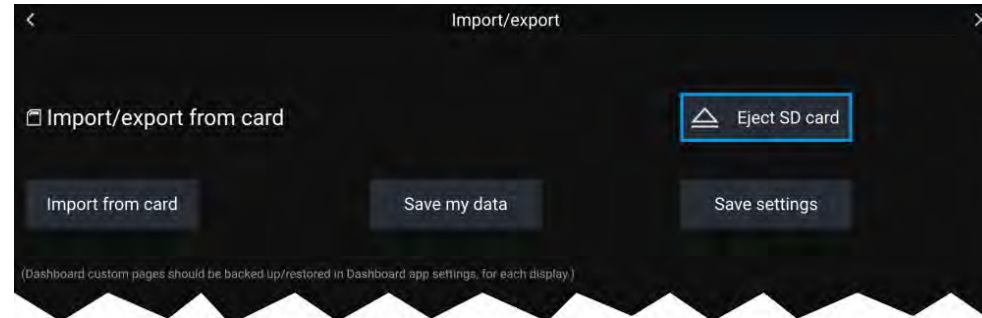 Import/export
Import/export from card
Eject SD card
Import from card
Save my data
Save settings
(Dashboard custom pages should be backed up/restored in Dashboard app settings, for each display.)